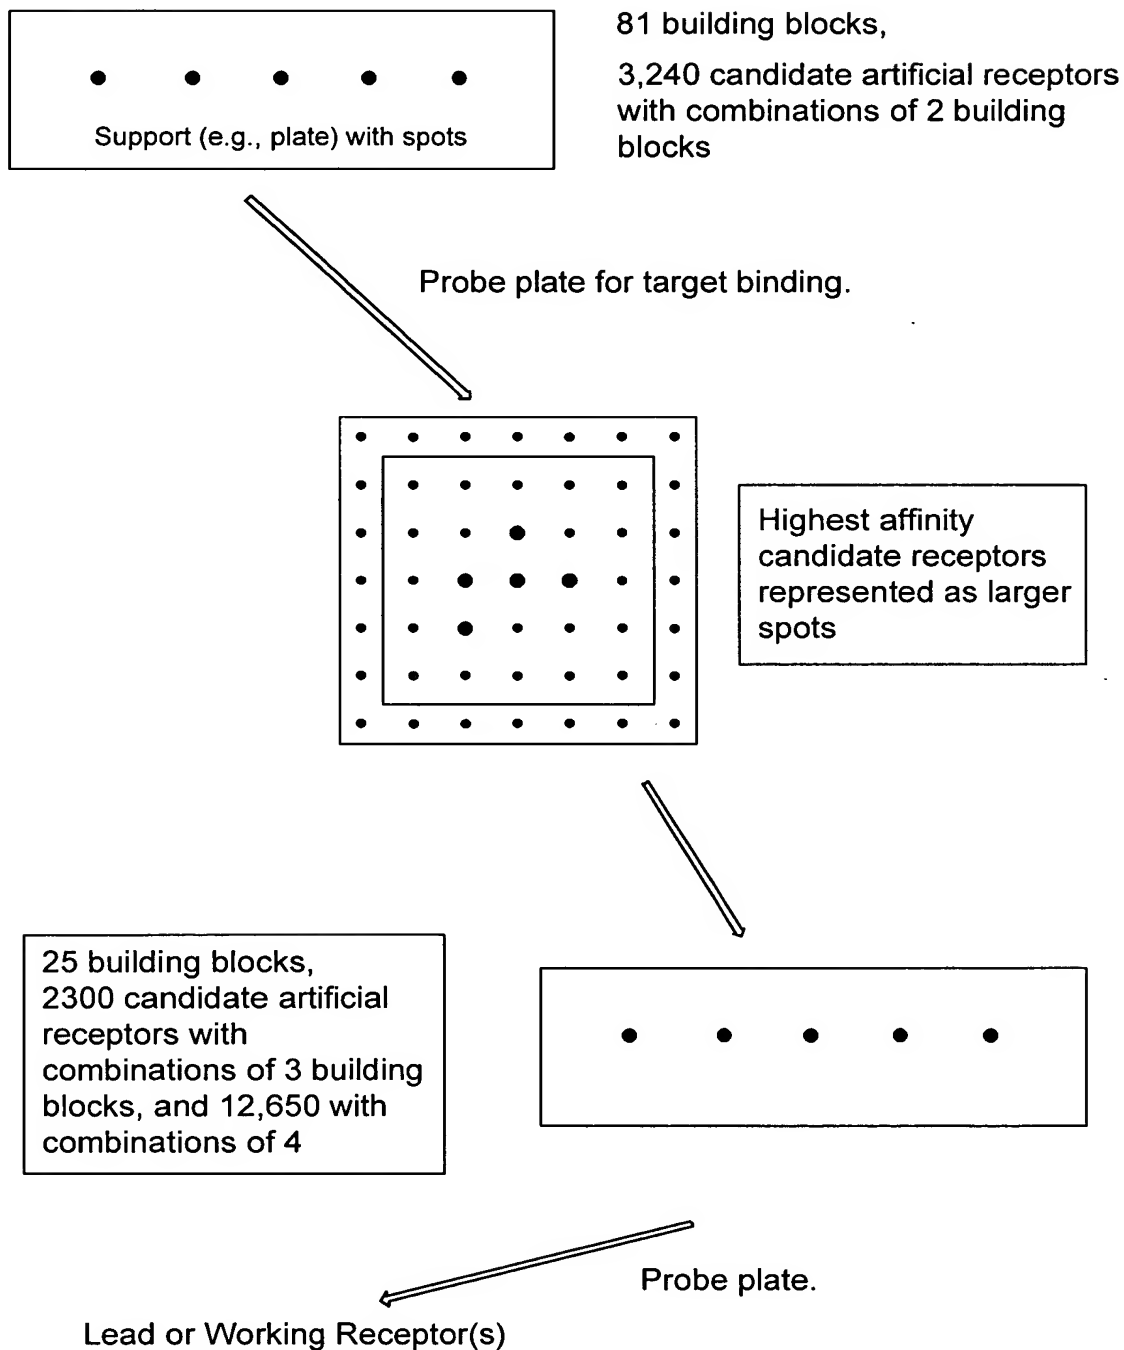 81 building blocks,
3,240 candidate artificial receptors
with combinations of 2 building
blocks
Support (e.g., plate) with spots
Probe plate for target binding.
Highest affinity
candidate receptors
represented as larger
spots
25 building blocks,
2300 candidate artificial
receptors with
combinations of 3 building
blocks, and 12,650 with
combinations of 4
Probe plate.
Lead or Working Receptor(s)